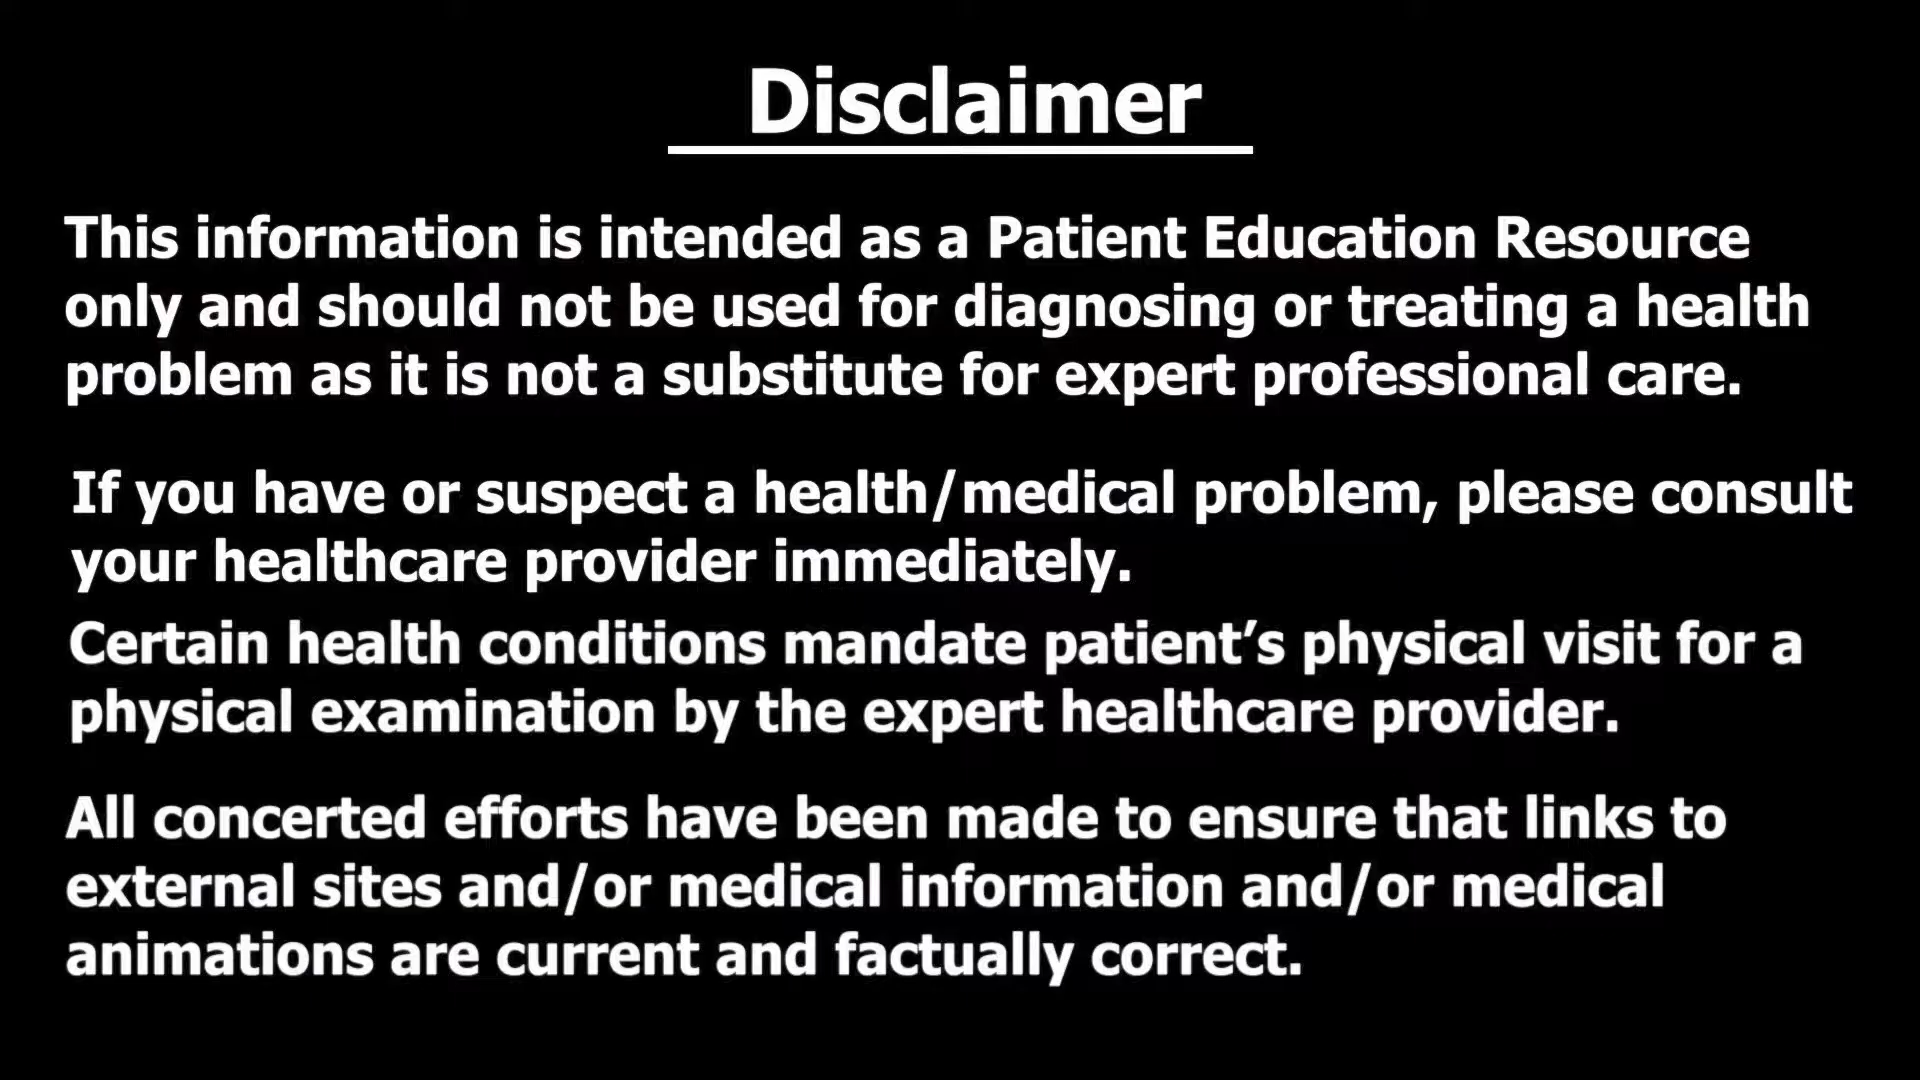 Disclaimer
This information is intended as a Patient Education Resource
only and should not be used for diagnosing or treating a health
problem as it is not a substitute for expert professional care.
If you have or suspect a health/medical problem, please consult
your healthcare provider immediately.
Certain health conditions mandate patient’s physical visit for a
physical examination by the expert healthcare provider.
All concerted efforts have been made to ensure that links to
external sites and/or medical information and/or medical
animations are current and factually correct.